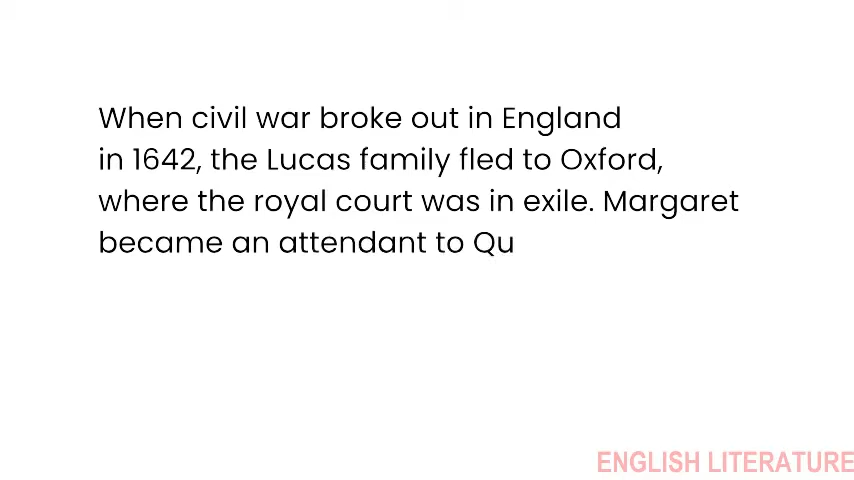 When civil war broke out in England
in 1642, the Lucas family fled to Oxford,
where the royal court was in exile. Margaret
became an attendant to Qu
ENGLISH LITERATURE